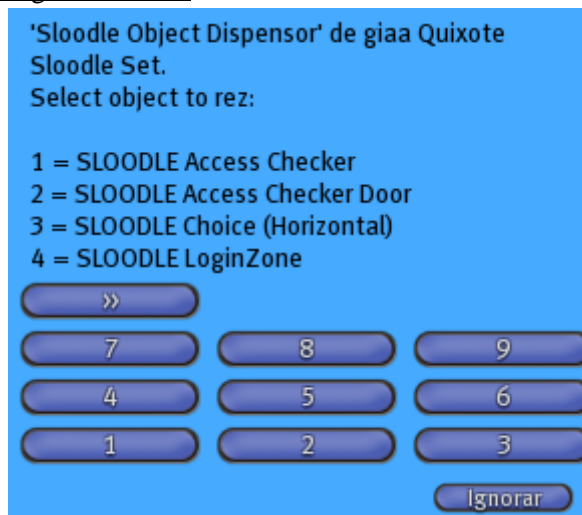 'Sloodle Object Dispensor' de giaa Quixote
Sloodle Set.
Select object to rez:
1 = SLOODLE Access Checker
2 = SLOODLE Access Checker Door
3 = SLOODLE Choice (Horizontal)
4 = SLOODLE LoginZone
»
7 8 9
4 5 6
1 2 3
Ignorar